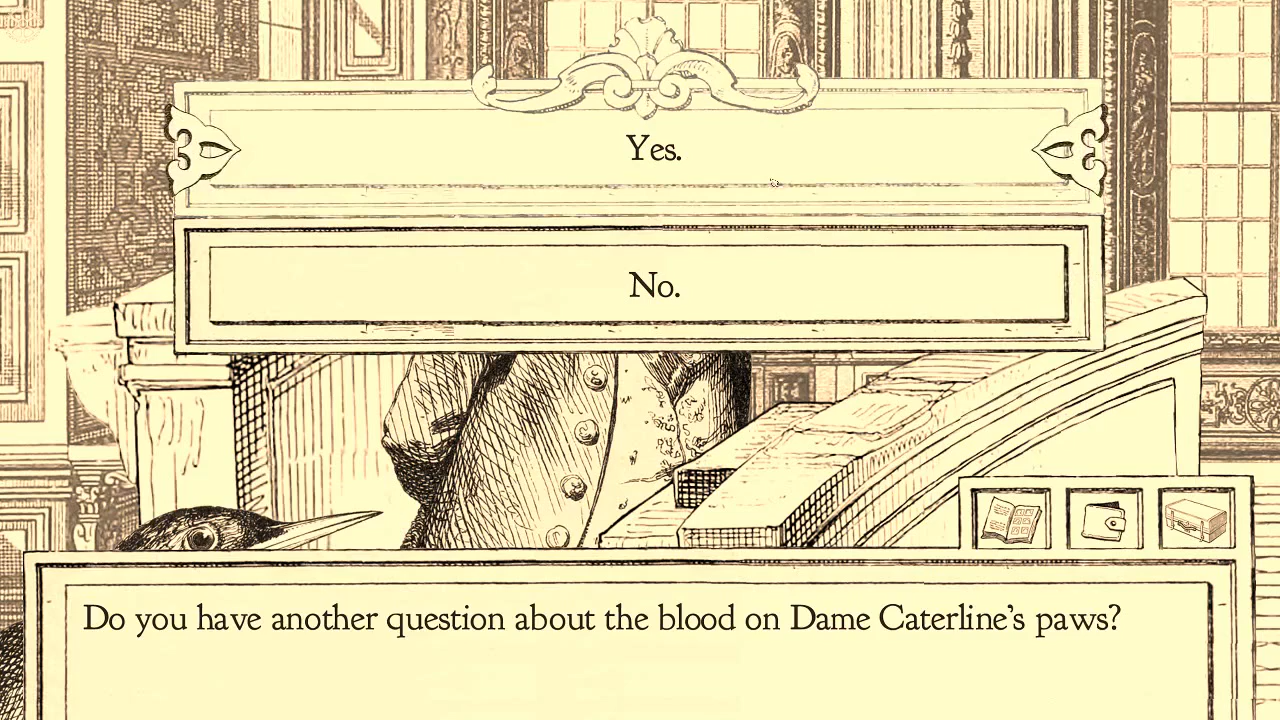 Yes.
No.
Do you have another question about the blood on Dame Caterline's paws?